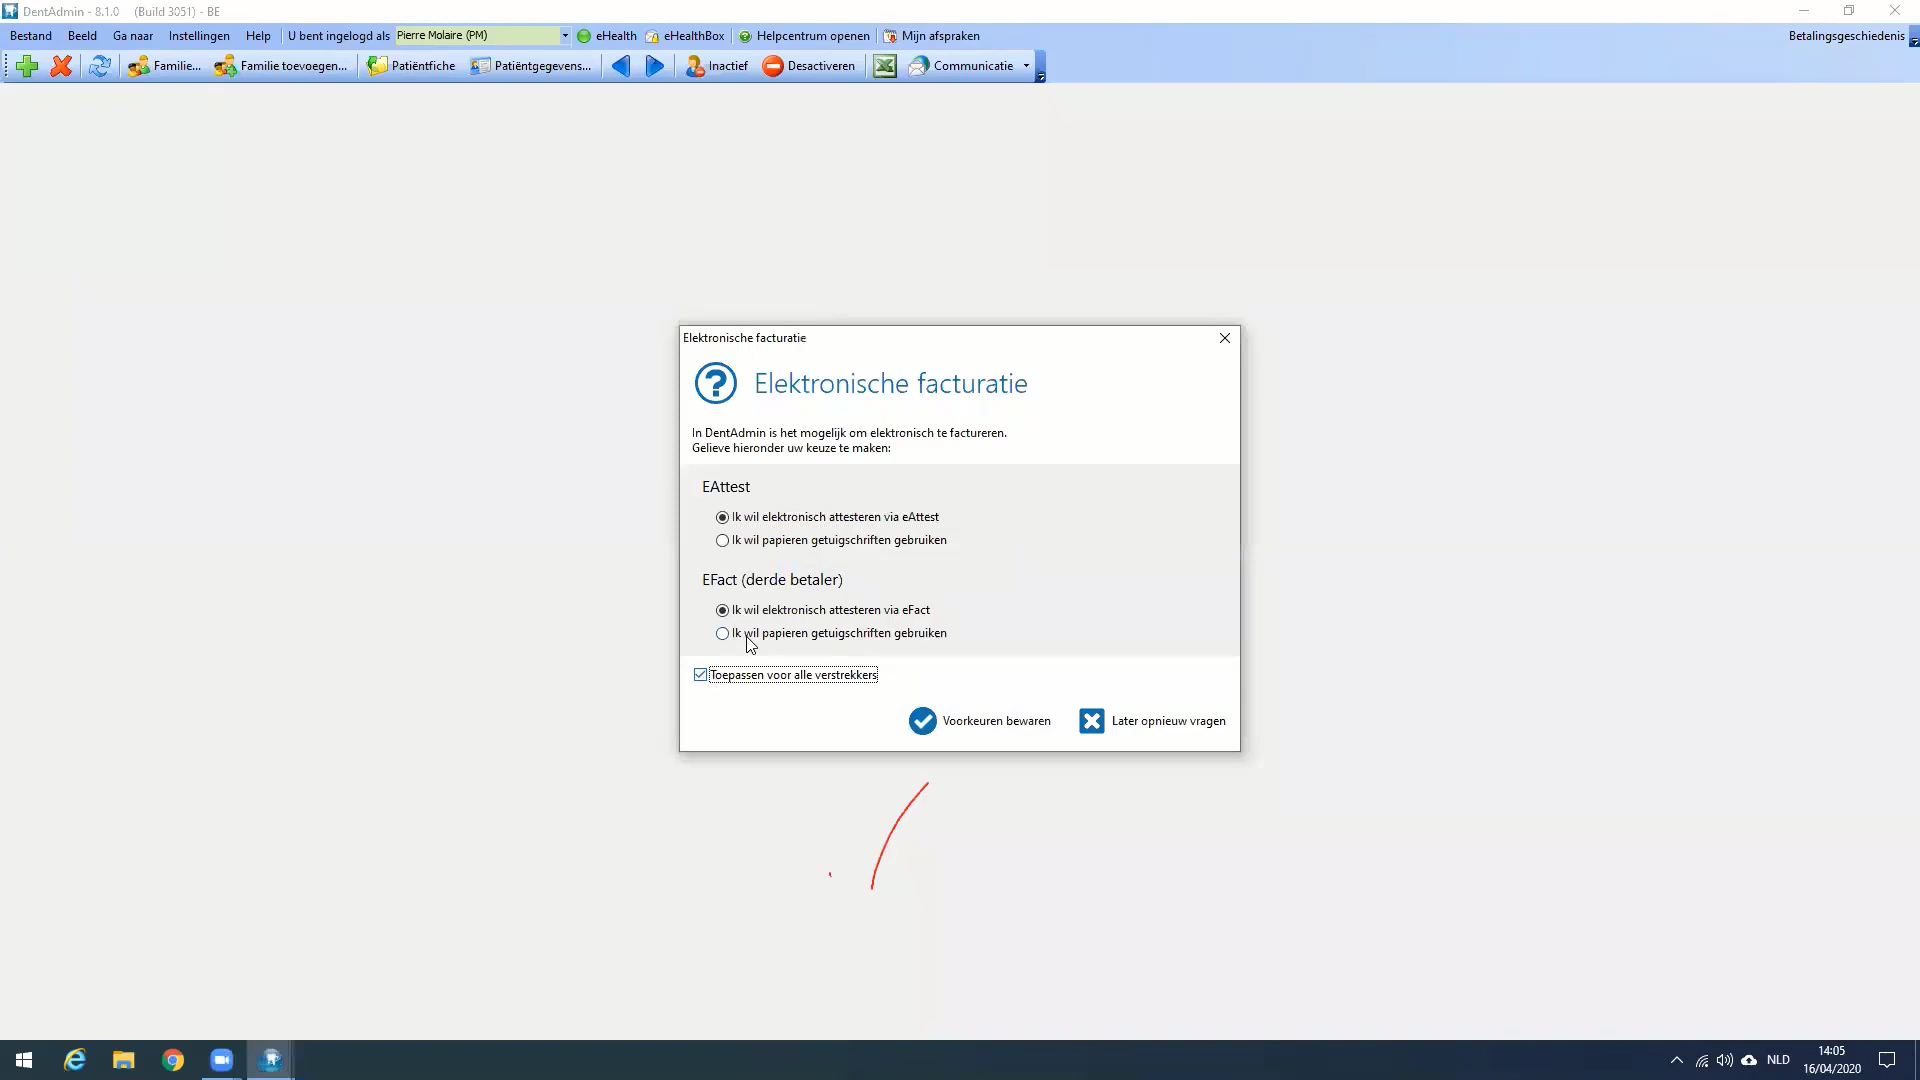 DentAdmin - 8.1.0 (Build 3051) - BE
Bestand Beeld Ga naar Instellingen Help U bent ingelogd als Pierre Molaire (PM) eHealth eHealthBox Helpcentrum openen Mijn afspraken Betalingsgeschiedenis
Familie... Familie toevoegen... Patiëntfiche Patiëntgegevens... Inactief Desactiveren Communicatie
Elektronische facturatie
Elektronische facturatie
In DentAdmin is het mogelijk om elektronisch te factureren.
Gelieve hieronder uw keuze te maken:
EAttest
Ik wil elektronisch attesteren via eAttest
Ik wil papieren getuigschriften gebruiken
EFact (derde betaler)
Ik wil elektronisch attesteren via eFact
Ik wil papieren getuigschriften gebruiken
Toepassen voor alle verstrekkers
Voorkeuren bewaren Later opnieuw vragen
NLD 14:05
16/04/2020